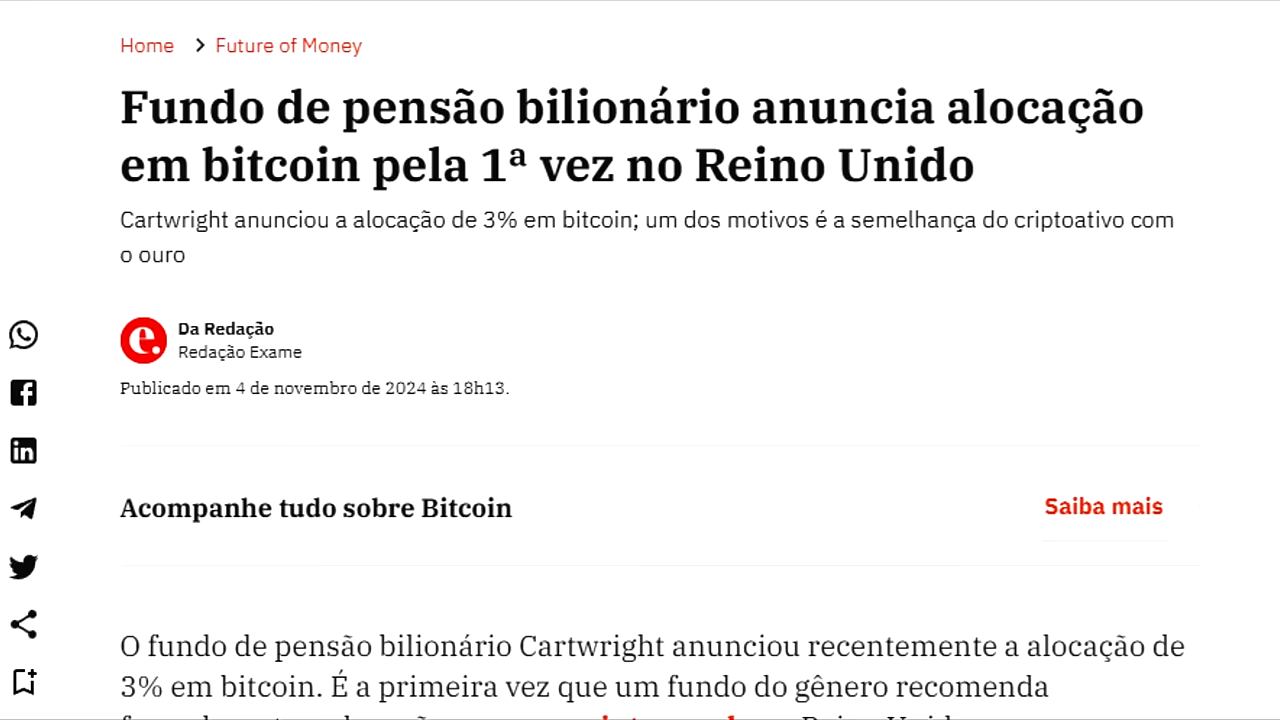 Home > Future of Money
Fundo de pensão bilionário anuncia alocação
em bitcoin pela 1ª vez no Reino Unido
Cartwright anunciou a alocação de 3% em bitcoin; um dos motivos é a semelhança do criptoativo com
o ouro
e.
Da Redação
Redação Exame
Publicado em 4 de novembro de 2024 às 18h13.
Acompanhe tudo sobre Bitcoin
Saiba mais
O fundo de pensão bilionário Cartwright anunciou recentemente a alocação de
3% em bitcoin. É a primeira vez que um fundo do gênero recomenda